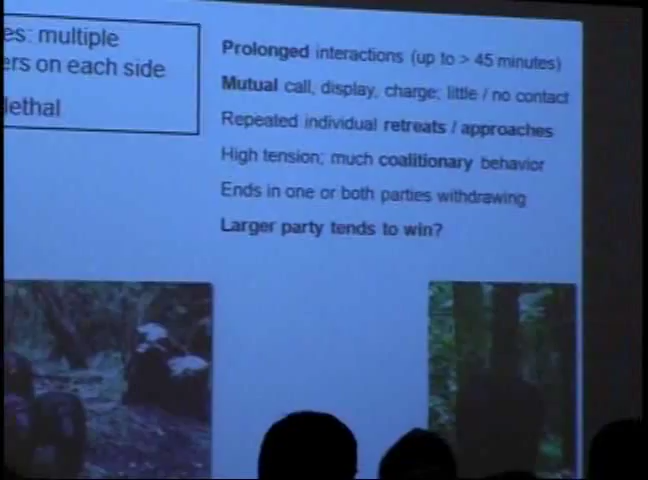 es: multiple
ers on each side
lethal
Prolonged interactions (up to > 45 minutes)
Mutual call, display, charge; little / no contact
Repeated individual retreats / approaches
High tension; much coalitionary behavior
Ends in one or both parties withdrawing
Larger party tends to win?